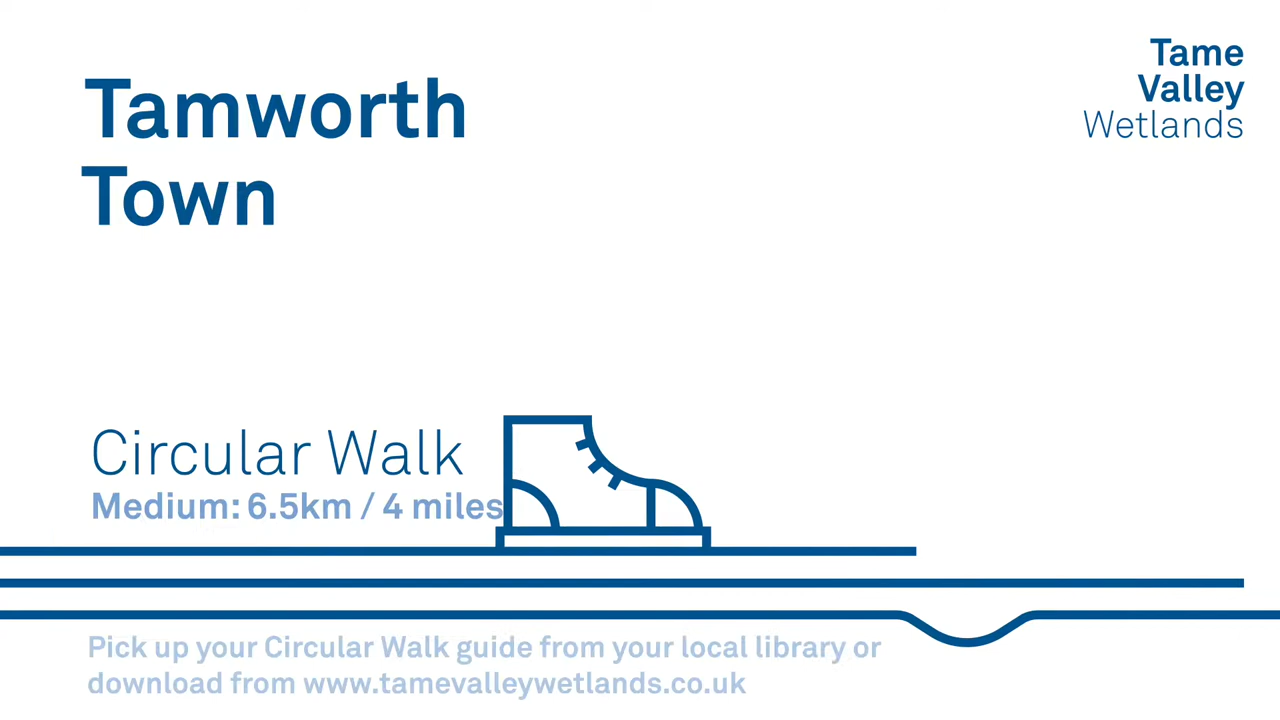 Tamworth
Town
Tame
Valley
Wetlands
Circular Walk
Medium: 6.5km / 4 miles
Pick up your Circular Walk guide from your local library or
download from www.tamevalleywetlands.co.uk